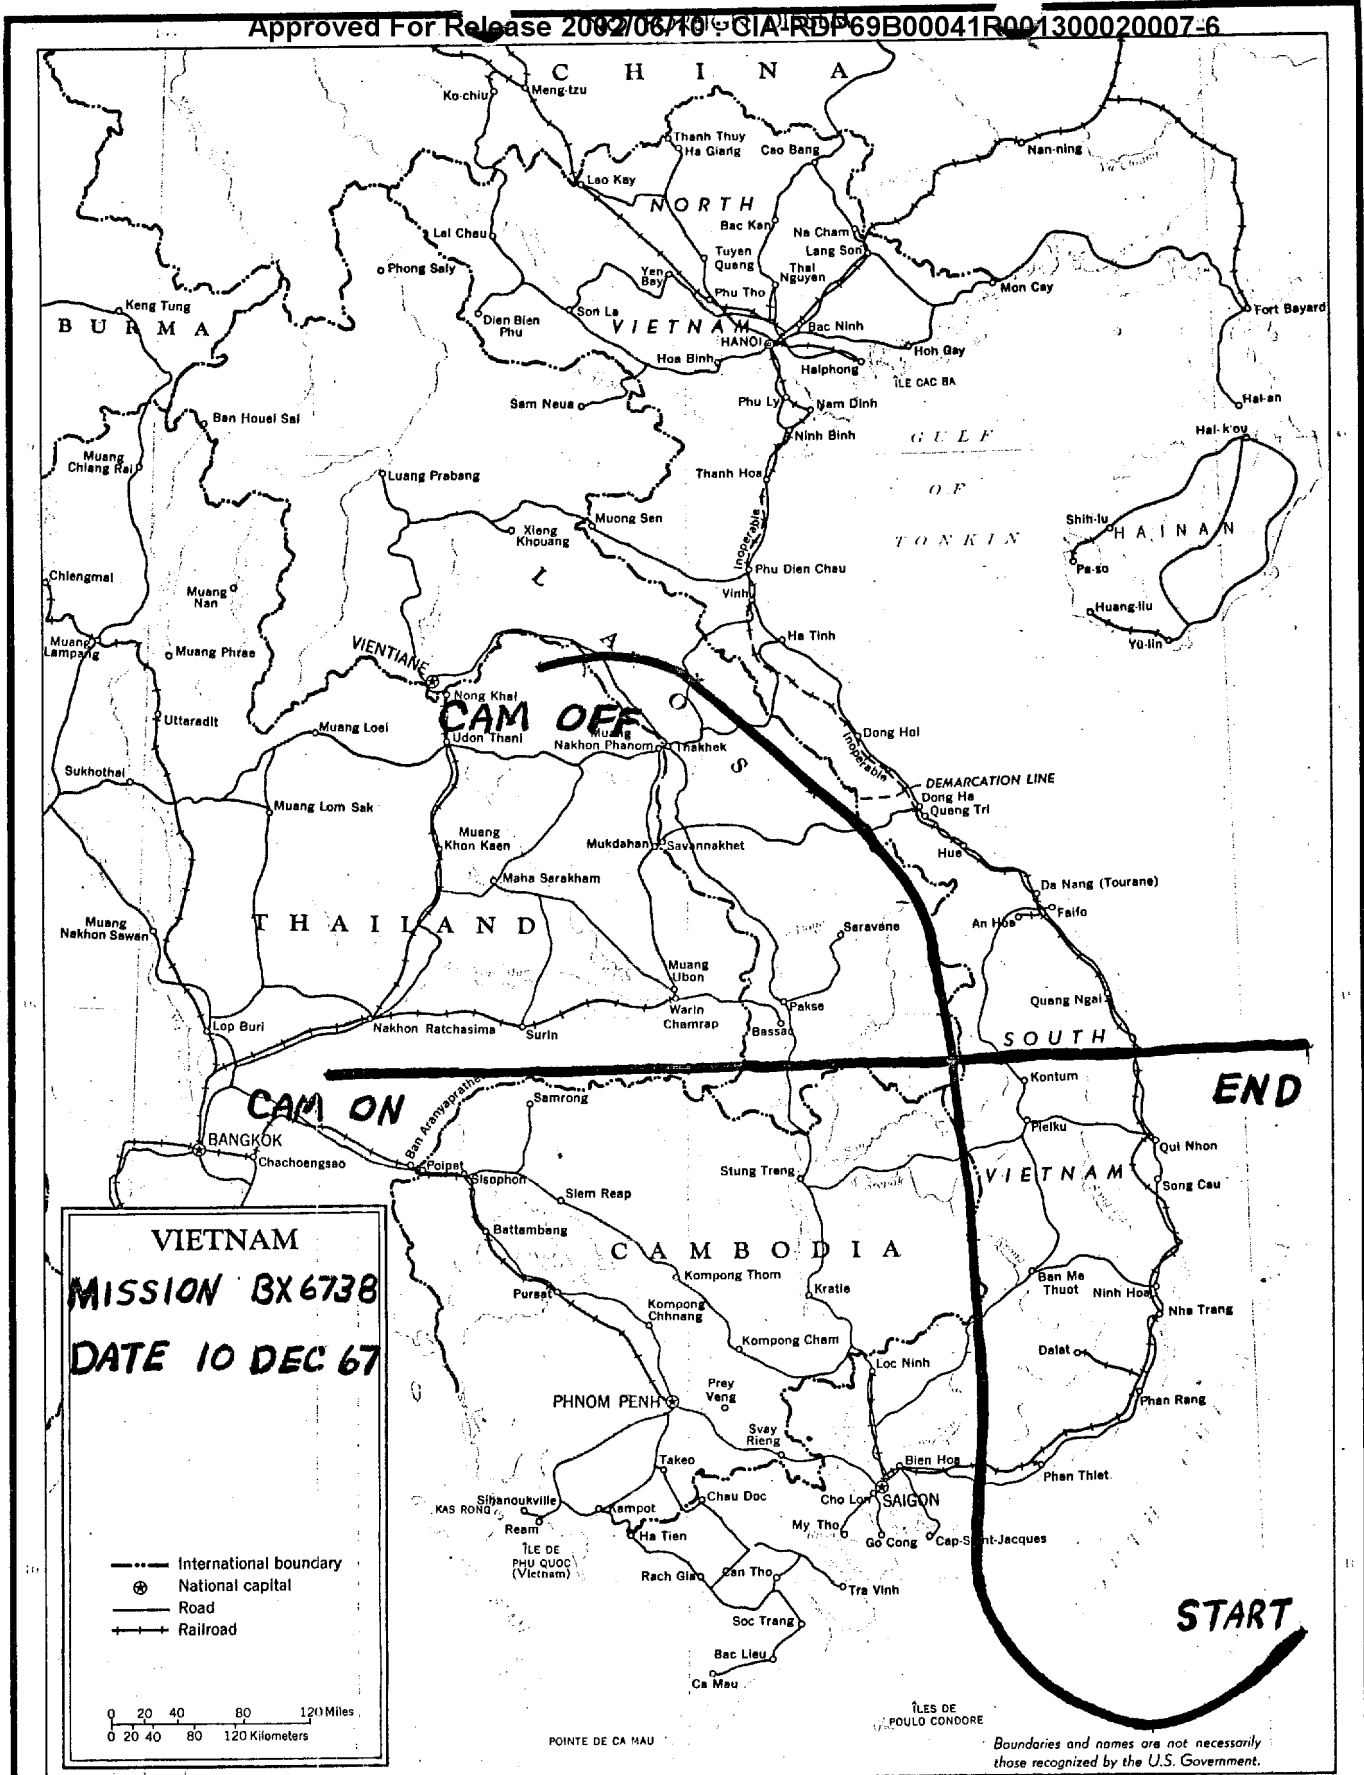 Approved For Release 2002/06/10 : CIA-RDP69B00041R001300020007-6
C H I N A
Ko-chiu
Meng-tzu
Thanh Thuy
Ha Giang
Cao Bang
Nan-ning
Lao Kay
NORTH
Bac Kan
Na Cham
Lang Son
Lai Chau
Tuyen
Quang
Thai
Nguyen
Phong Saly
Yen
Bay
Phu Tho
Mon Cay
Keng Tung
BURMA
Dien Bien
Phu
Son La
VIETNAM
Bac Ninh
Fort Bayard
HANOI
Hoa Binh
Hoh Gay
Haiphong
ÎLE CAC BA
Sam Neua
Phu Ly
Nam Dinh
Hai-an
Ban Houei Sai
Ninh Binh
GULF
Hai-k'ou
Muang
Chiang Rai
Luang Prabang
Thanh Hoa
OF
Muong Sen
Shih-lu
HAINAN
Xieng
Khouang
Inoperable
TONKIN
Pa-so
Chiengmai
Muang
Nan
L A O S
Phu Dien Chau
Vinh
Huang-liu
Yü-lin
Muang
Lampang
Muang Phrae
VIENTIANE
Ha Tinh
Nong Khai
CAM OFF
Uttaradit
Muang Loei
Udon Thani
Muang
Nakhon Phanom
Thakhek
Dong Hoi
Inoperable
Sukhothai
Muang Lom Sak
DEMARCATION LINE
Dong Ha
Quang Tri
Muang
Khon Kaen
Mukdahan
Savannakhet
Hue
Maha Sarakham
Da Nang (Tourane)
Faifo
An Hoa
Muang
Nakhon Sawan
THAILAND
Saravane
Muang
Ubon
Warin
Chamrap
Pakse
Bassac
Quang Ngai
Lop Buri
Nakhon Ratchasima
Surin
SOUTH
CAM ON
Ban Aranyaprathet
Samrong
Kontum
END
BANGKOK
Chachoengsao
Poipet
Sisophon
Pleiku
Qui Nhon
Stung Treng
VIETNAM
Song Cau
Siem Reap
VIETNAM
MISSION BX6738
DATE 10 DEC 67
Battambang
CAMBODIA
Kompong Thom
Ban Me
Thuot
Ninh Hoa
Pursat
Kratie
Nha Trang
Kompong
Chhnang
Kompong Cham
Loc Ninh
Dalat
PHNOM PENH
Prey
Veng
Phan Rang
Svay
Rieng
Takeo
Bien Hoa
Phan Thiet
KAS RONG
Sihanoukville
Ream
Kampot
Chau Doc
Cho Lon
SAIGON
My Tho
Go Cong
Cap-Saint-Jacques
Ha Tien
ÎLE DE
PHU QUOC
(Vietnam)
Rach Gia
Can Tho
Tra Vinh
START
Soc Trang
Bac Lieu
Ca Mau
International boundary
National capital
Road
Railroad
0 20 40 80 120 Miles
0 20 40 80 120 Kilometers
ÎLES DE
POULO CONDORE
POINTE DE CA MAU
Boundaries and names are not necessarily
those recognized by the U.S. Government.